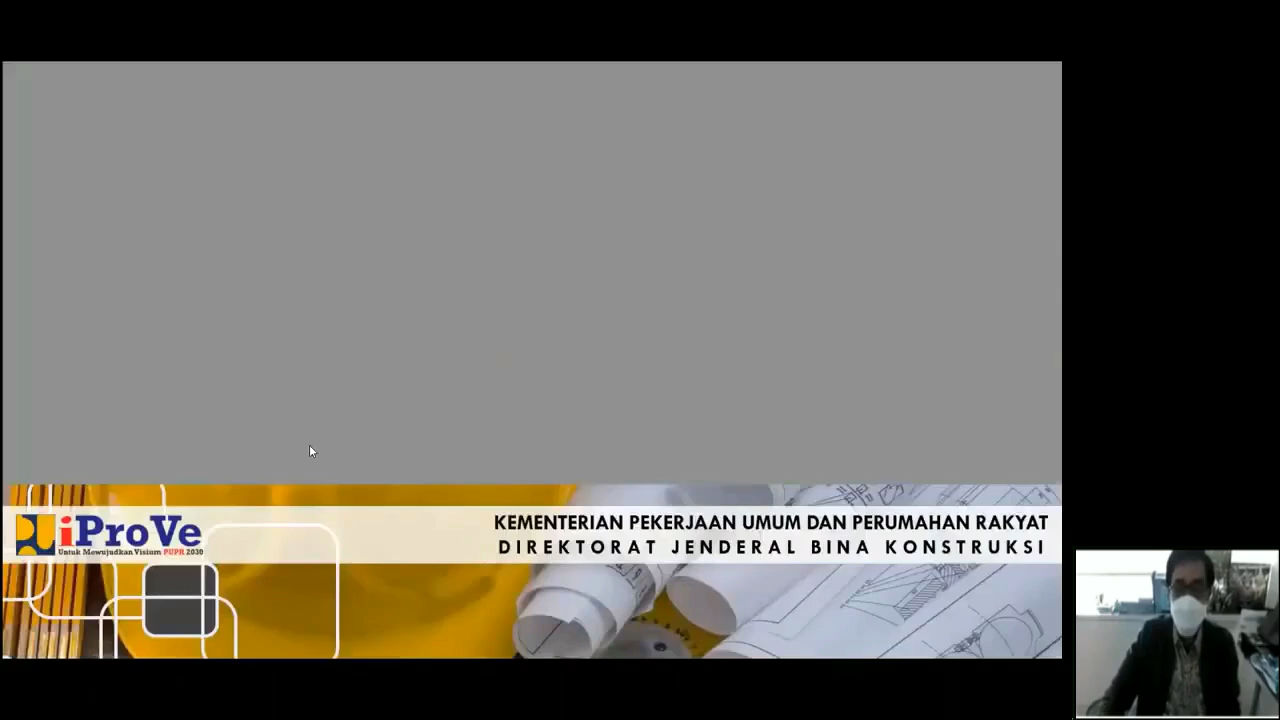 iProVe
Untuk Mewujudkan Visium PUPR 2030
KEMENTERIAN PEKERJAAN UMUM DAN PERUMAHAN RAKYAT
DIREKTORAT JENDERAL BINA KONSTRUKSI